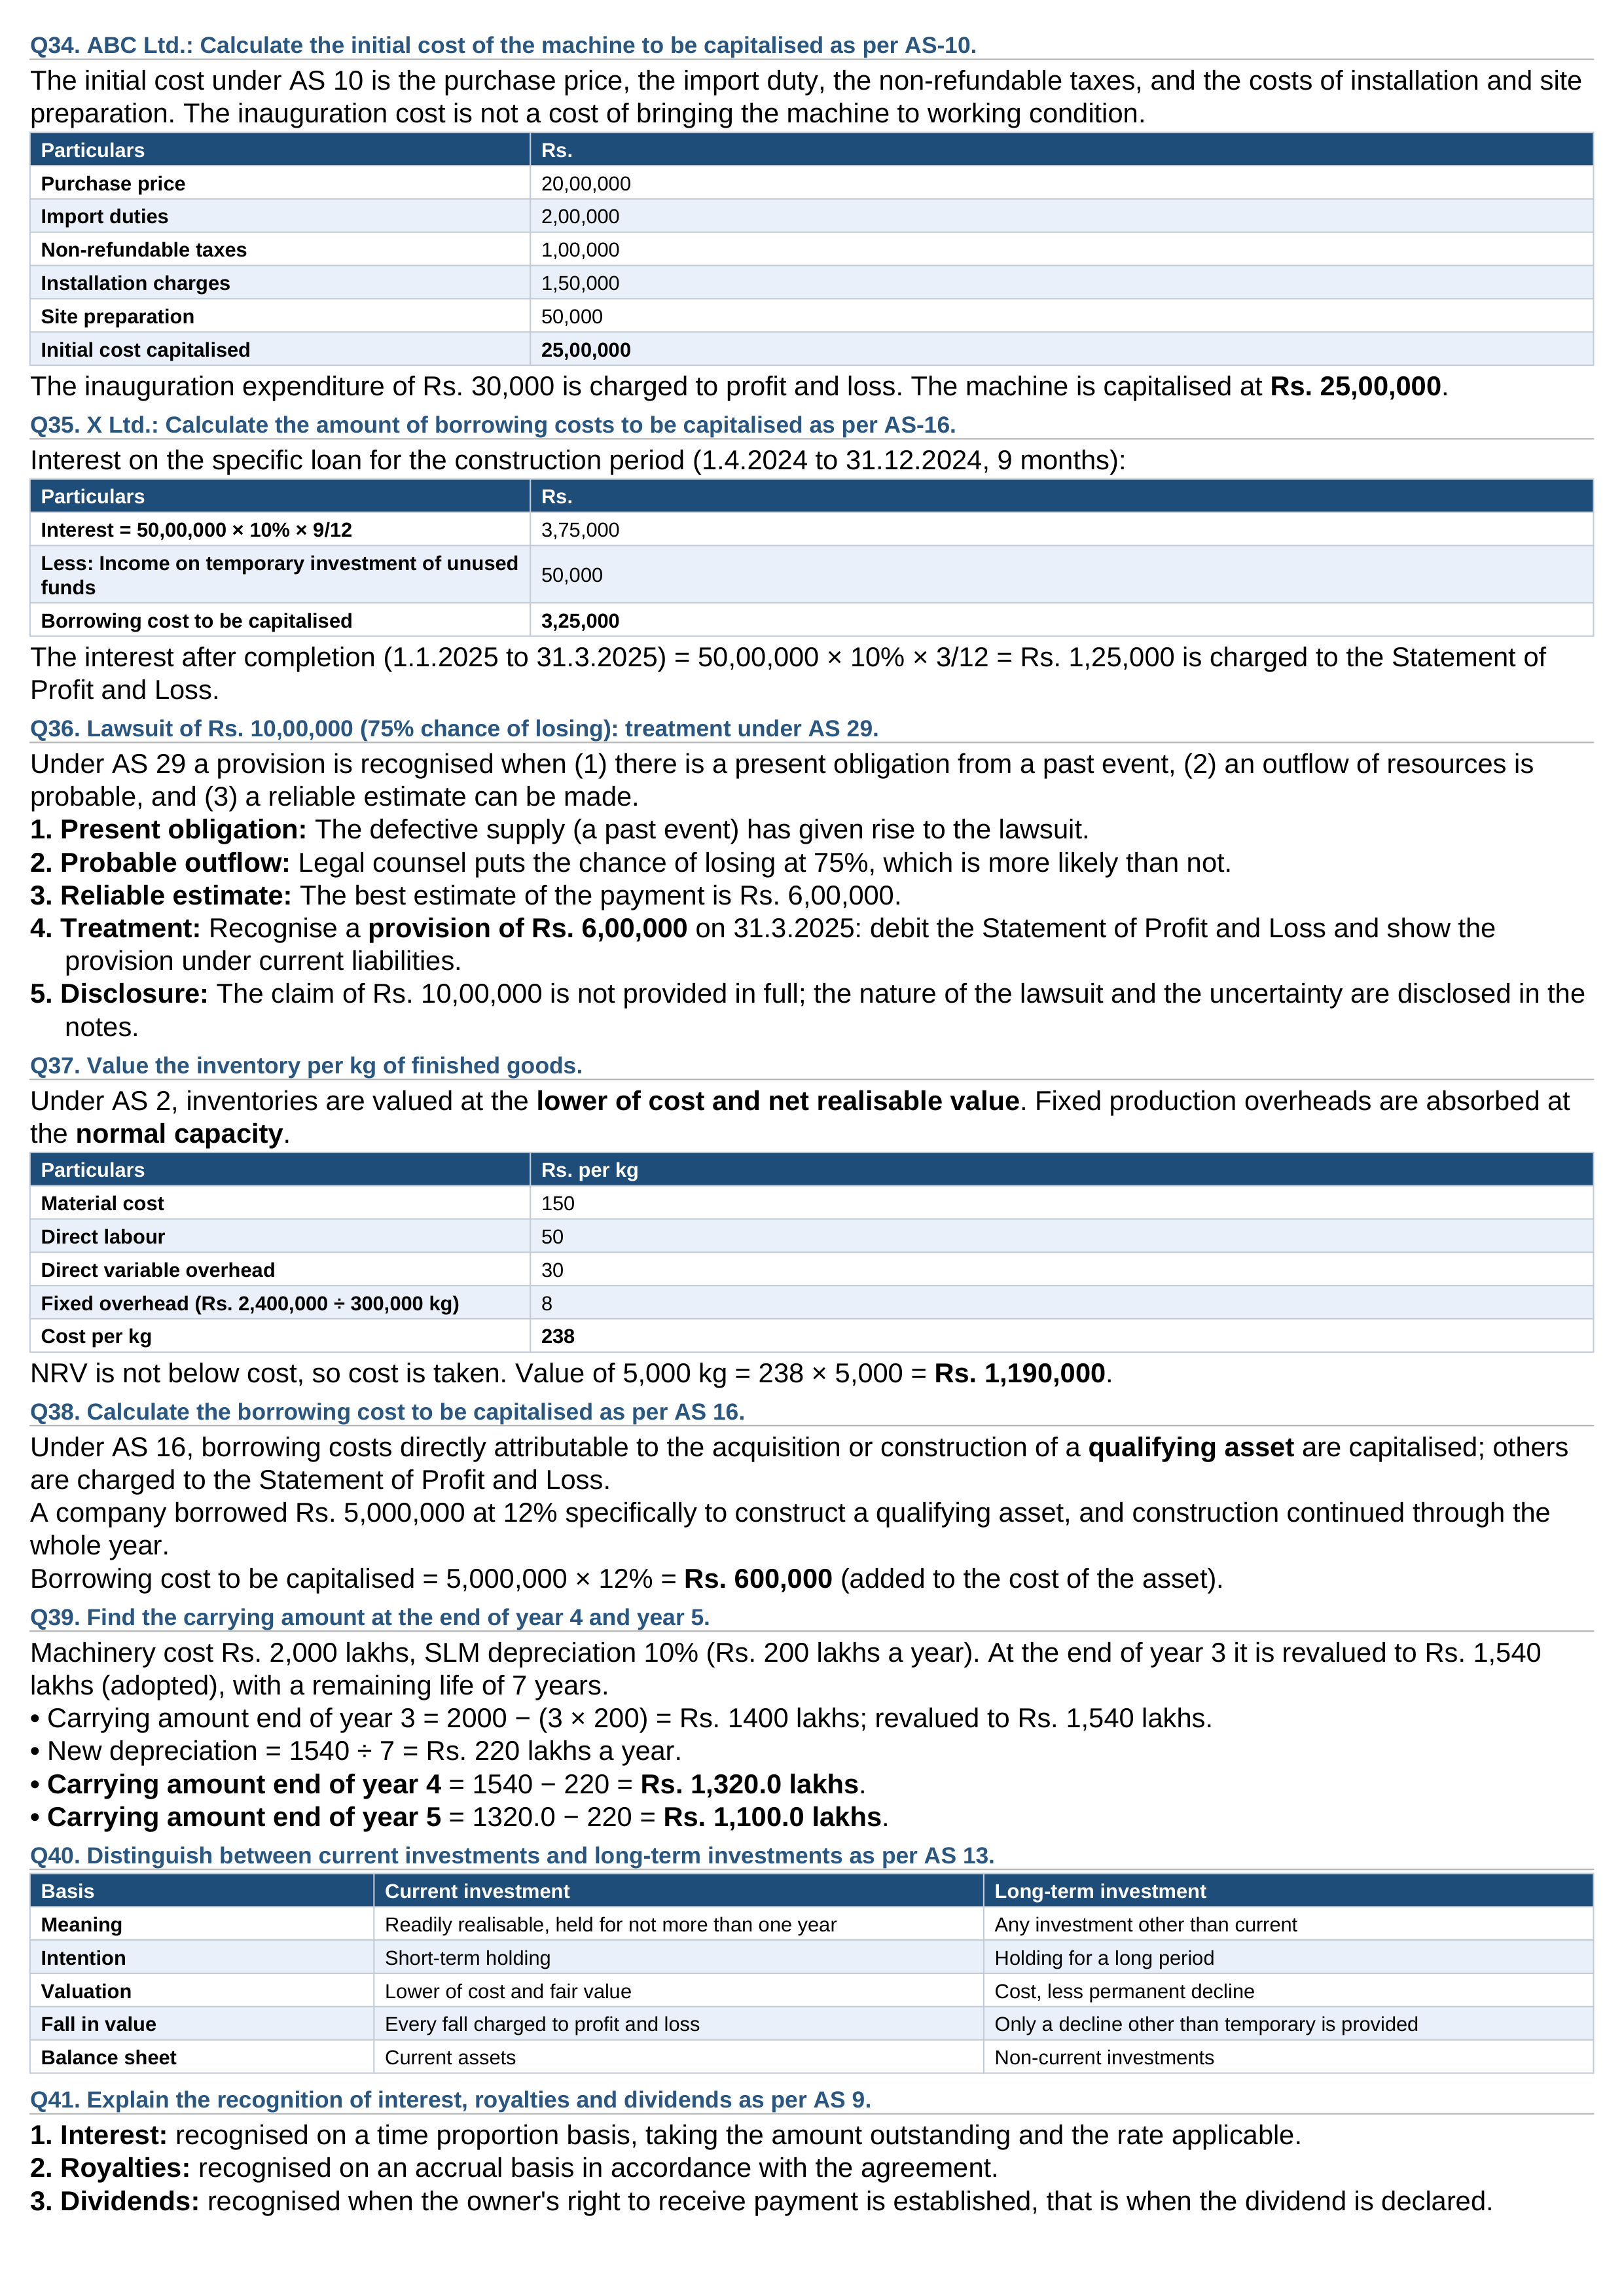 Q34. ABC Ltd.: Calculate the initial cost of the machine to be capitalised as per AS-10.
The initial cost under AS 10 is the purchase price, the import duty, the non-refundable taxes, and the costs of installation and site
preparation. The inauguration cost is not a cost of bringing the machine to working condition.
Particulars Rs.
Purchase price 20,00,000
Import duties 2,00,000
Non-refundable taxes 1,00,000
Installation charges 1,50,000
Site preparation 50,000
Initial cost capitalised 25,00,000
The inauguration expenditure of Rs. 30,000 is charged to profit and loss. The machine is capitalised at Rs. 25,00,000.
Q35. X Ltd.: Calculate the amount of borrowing costs to be capitalised as per AS-16.
Interest on the specific loan for the construction period (1.4.2024 to 31.12.2024, 9 months):
Particulars Rs.
Interest = 50,00,000 × 10% × 9/12 3,75,000
Less: Income on temporary investment of unused
funds 50,000
Borrowing cost to be capitalised 3,25,000
The interest after completion (1.1.2025 to 31.3.2025) = 50,00,000 × 10% × 3/12 = Rs. 1,25,000 is charged to the Statement of
Profit and Loss.
Q36. Lawsuit of Rs. 10,00,000 (75% chance of losing): treatment under AS 29.
Under AS 29 a provision is recognised when (1) there is a present obligation from a past event, (2) an outflow of resources is
probable, and (3) a reliable estimate can be made.
1. Present obligation: The defective supply (a past event) has given rise to the lawsuit.
2. Probable outflow: Legal counsel puts the chance of losing at 75%, which is more likely than not.
3. Reliable estimate: The best estimate of the payment is Rs. 6,00,000.
4. Treatment: Recognise a provision of Rs. 6,00,000 on 31.3.2025: debit the Statement of Profit and Loss and show the
provision under current liabilities.
5. Disclosure: The claim of Rs. 10,00,000 is not provided in full; the nature of the lawsuit and the uncertainty are disclosed in the
notes.
Q37. Value the inventory per kg of finished goods.
Under AS 2, inventories are valued at the lower of cost and net realisable value. Fixed production overheads are absorbed at
the normal capacity.
Particulars Rs. per kg
Material cost 150
Direct labour 50
Direct variable overhead 30
Fixed overhead (Rs. 2,400,000 ÷ 300,000 kg) 8
Cost per kg 238
NRV is not below cost, so cost is taken. Value of 5,000 kg = 238 × 5,000 = Rs. 1,190,000.
Q38. Calculate the borrowing cost to be capitalised as per AS 16.
Under AS 16, borrowing costs directly attributable to the acquisition or construction of a qualifying asset are capitalised; others
are charged to the Statement of Profit and Loss.
A company borrowed Rs. 5,000,000 at 12% specifically to construct a qualifying asset, and construction continued through the
whole year.
Borrowing cost to be capitalised = 5,000,000 × 12% = Rs. 600,000 (added to the cost of the asset).
Q39. Find the carrying amount at the end of year 4 and year 5.
Machinery cost Rs. 2,000 lakhs, SLM depreciation 10% (Rs. 200 lakhs a year). At the end of year 3 it is revalued to Rs. 1,540
lakhs (adopted), with a remaining life of 7 years.
• Carrying amount end of year 3 = 2000 − (3 × 200) = Rs. 1400 lakhs; revalued to Rs. 1,540 lakhs.
• New depreciation = 1540 ÷ 7 = Rs. 220 lakhs a year.
• Carrying amount end of year 4 = 1540 − 220 = Rs. 1,320.0 lakhs.
• Carrying amount end of year 5 = 1320.0 − 220 = Rs. 1,100.0 lakhs.
Q40. Distinguish between current investments and long-term investments as per AS 13.
Basis Current investment Long-term investment
Meaning Readily realisable, held for not more than one year Any investment other than current
Intention Short-term holding Holding for a long period
Valuation Lower of cost and fair value Cost, less permanent decline
Fall in value Every fall charged to profit and loss Only a decline other than temporary is provided
Balance sheet Current assets Non-current investments
Q41. Explain the recognition of interest, royalties and dividends as per AS 9.
1. Interest: recognised on a time proportion basis, taking the amount outstanding and the rate applicable.
2. Royalties: recognised on an accrual basis in accordance with the agreement.
3. Dividends: recognised when the owner's right to receive payment is established, that is when the dividend is declared.